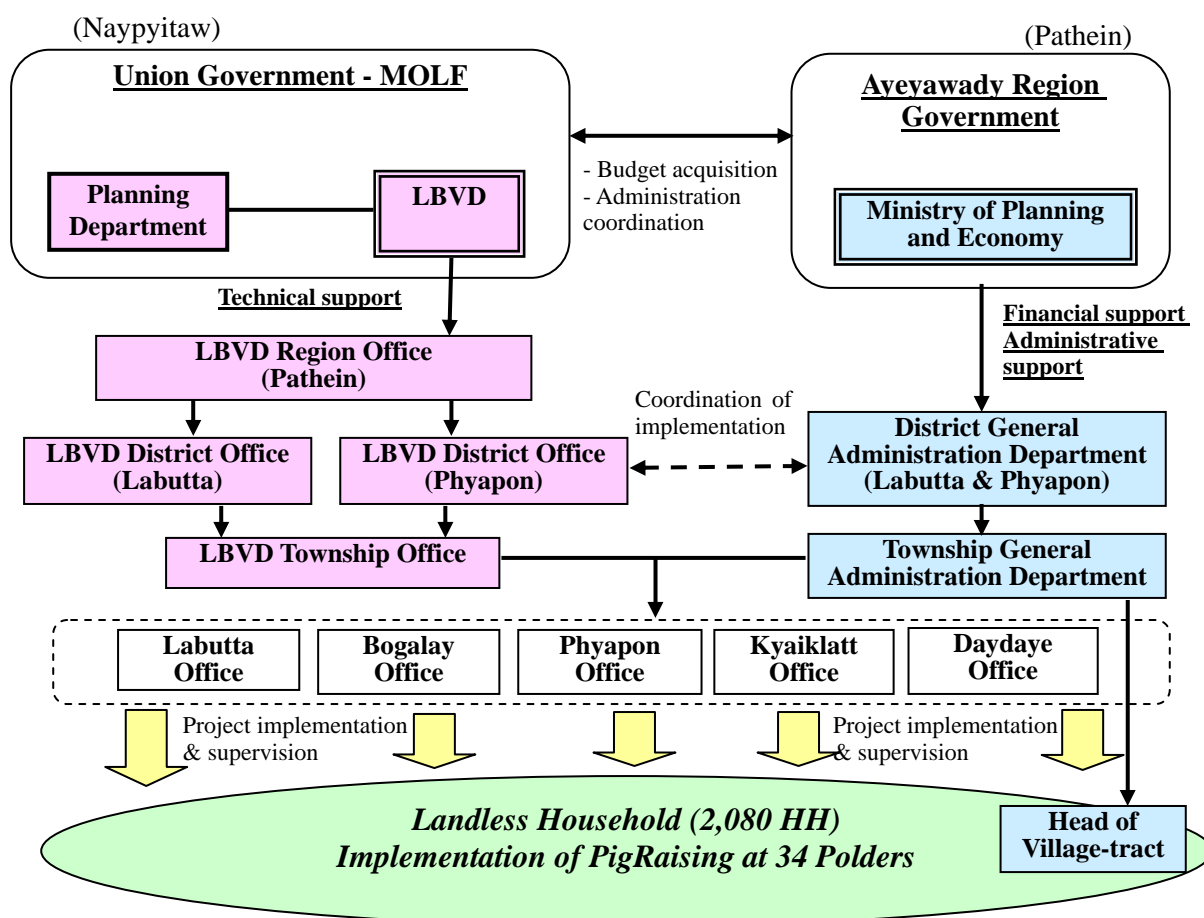 (Naypyitaw)
(Pathein)
Union Government - MOLF
Ayeyawady Region
Government
Planning
Department
LBVD
- Budget acquisition
- Administration
coordination
Ministry of Planning
and Economy
Technical support
Financial support
Administrative
support
LBVD Region Office
(Pathein)
Coordination of
implementation
LBVD District Office
(Labutta)
LBVD District Office
(Phyapon)
District General
Administration Department
(Labutta & Phyapon)
LBVD Township Office
Township General
Administration Department
Labutta
Office
Bogalay
Office
Phyapon
Office
Kyaiklatt
Office
Daydaye
Office
Project implementation
& supervision
Project implementation
& supervision
Landless Household (2,080 HH)
Implementation of PigRaising at 34 Polders
Head of
Village-tract